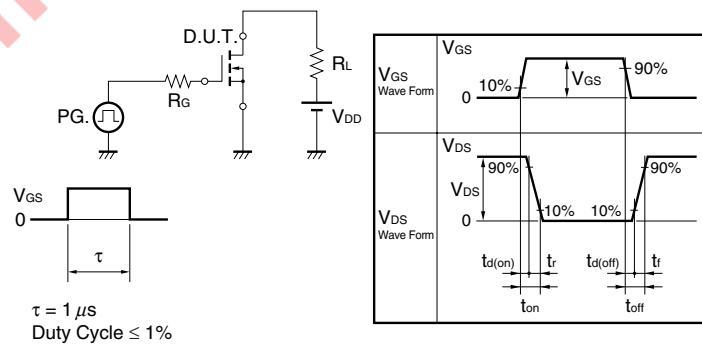 D.U.T.
RL
RG
PG.
VDD
VGS
0
τ
τ = 1 μs
Duty Cycle ≤ 1%
VGS
Wave Form
VGS
10%
0
VGS
90%
VDS
Wave Form
VDS
90%
VDS
0
10%
10%
90%
td(on)
tr
td(off)
tf
ton
toff